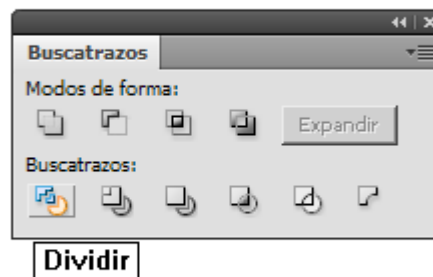 Buscatrazos
Modos de forma:
Expandir
Buscatrazos:
Dividir